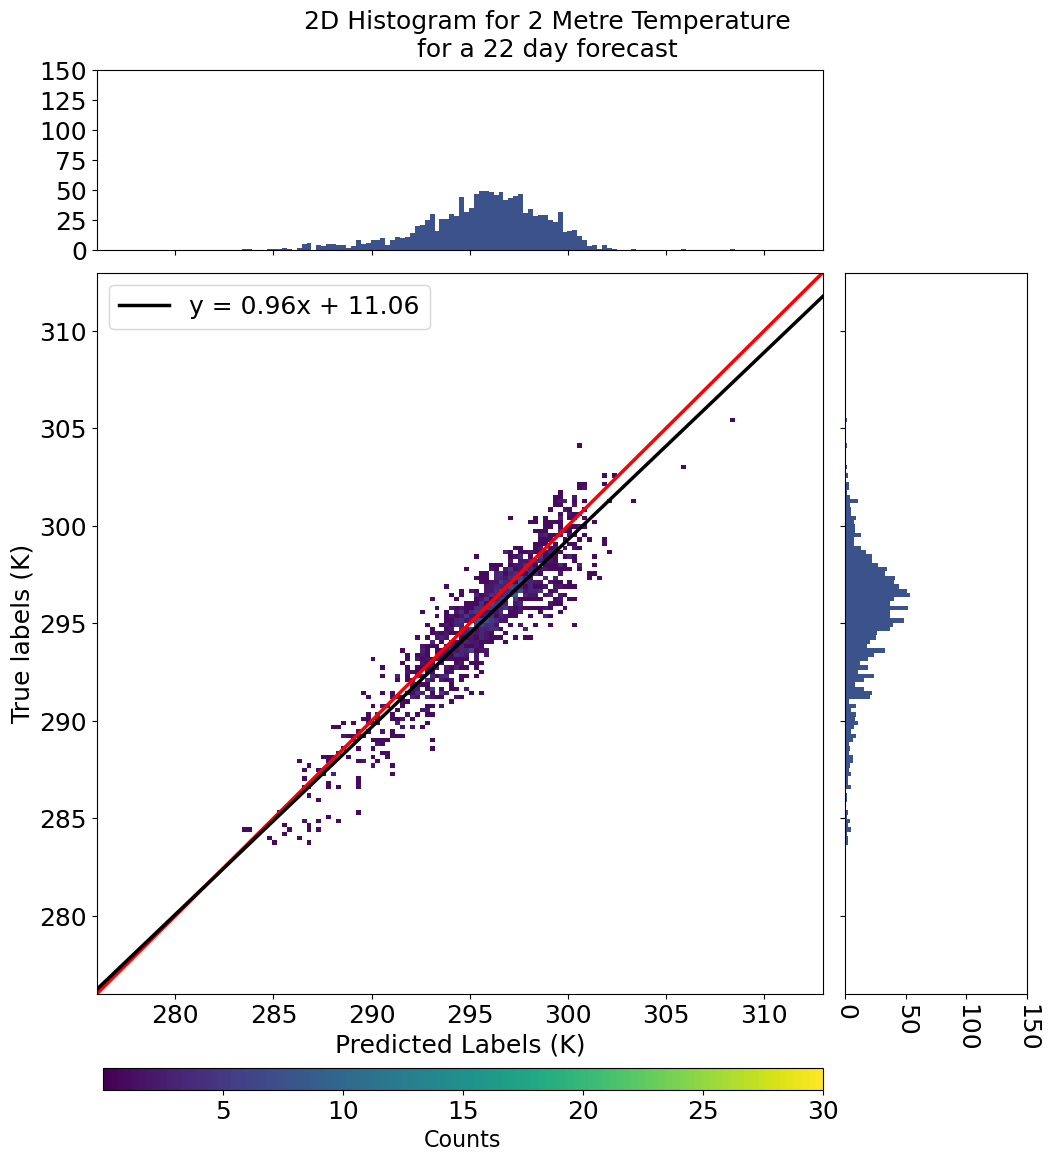 2D Histogram for 2 Metre Temperature
for a 22 day forecast
150
125
100
75
50
25
0
y = 0.96x + 11.06
310
305
300
295
290
285
280
True labels (K)
280 285 290 295 300 305 310
Predicted Labels (K)
0 50 100 150
5 10 15 20 25 30
Counts